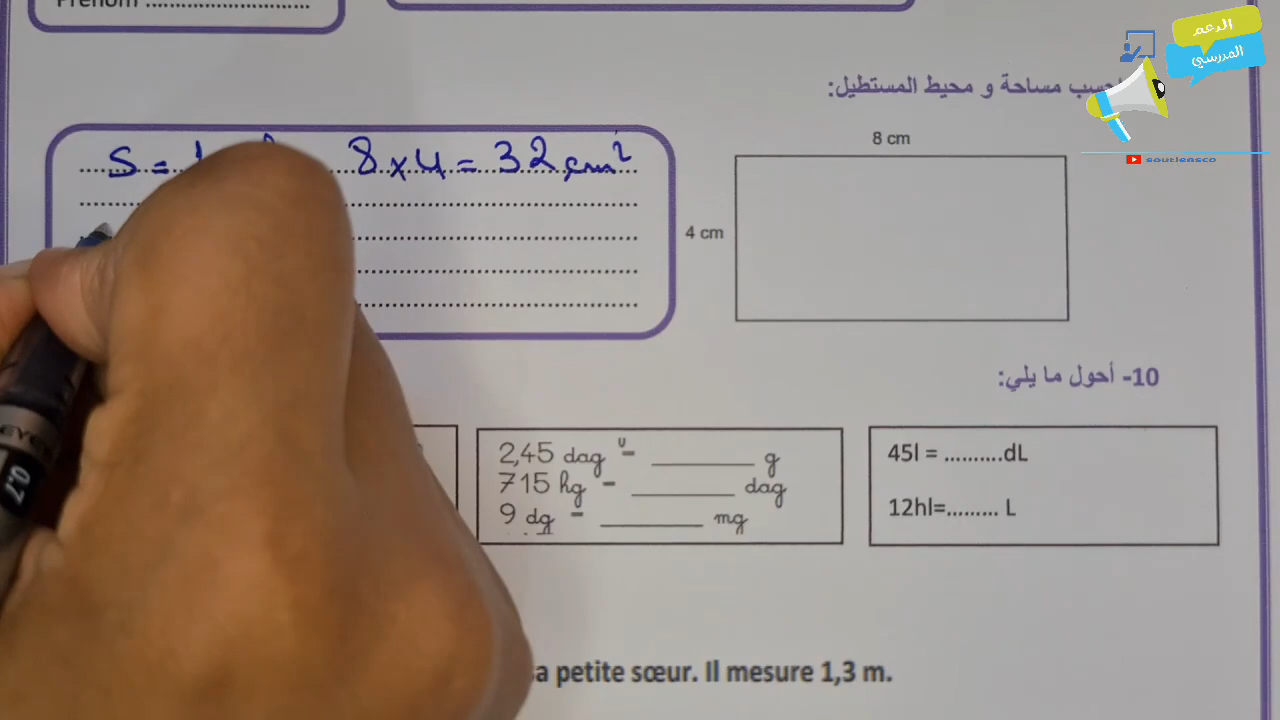 Prénom ...............................
الدعم
المدرسي
soutiensco
حسب مساحة و محيط المستطيل:
8 cm
S = 8 x 4 = 32 cm²
4 cm
10- أحول ما يلي:
2,45 dag = ________ g
715 hg = ________ dag
9 dg = ________ mg
45l = ..........dL
12hl=......... L
sa petite sœur. Il mesure 1,3 m.